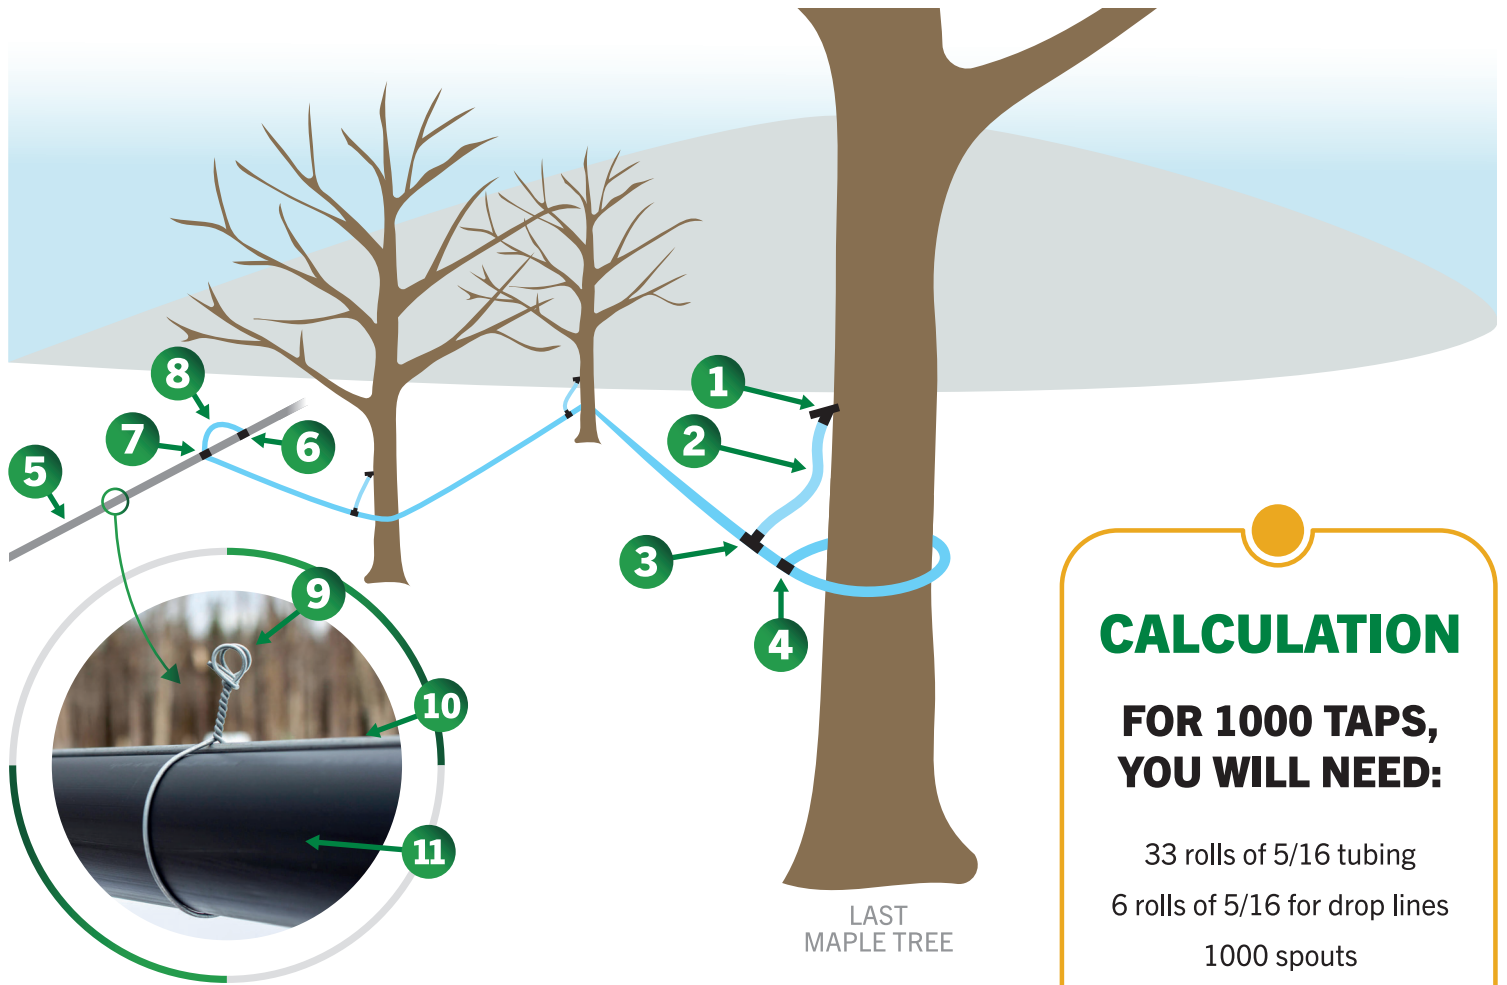 1
2
3
4
5
6
7
8
9
10
11
LAST
MAPLE TREE
CALCULATION
FOR 1000 TAPS,
YOU WILL NEED:
33 rolls of 5/16 tubing
6 rolls of 5/16 for drop lines
1000 spouts